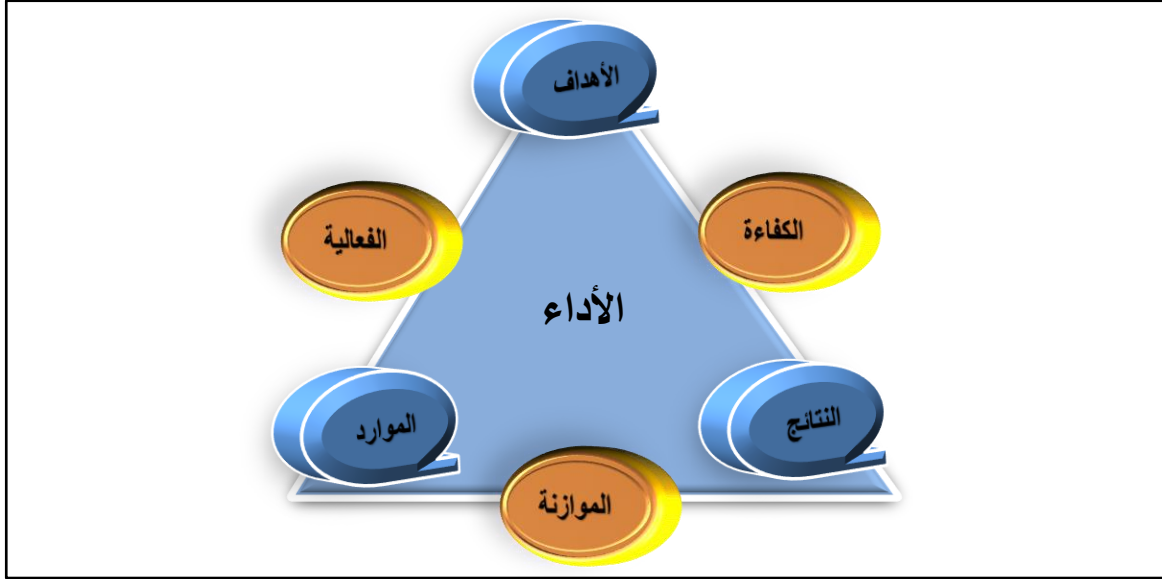 الأهداف
الكفاءة
الفعالية
الأداء
النتائج
الموارد
الموازنة